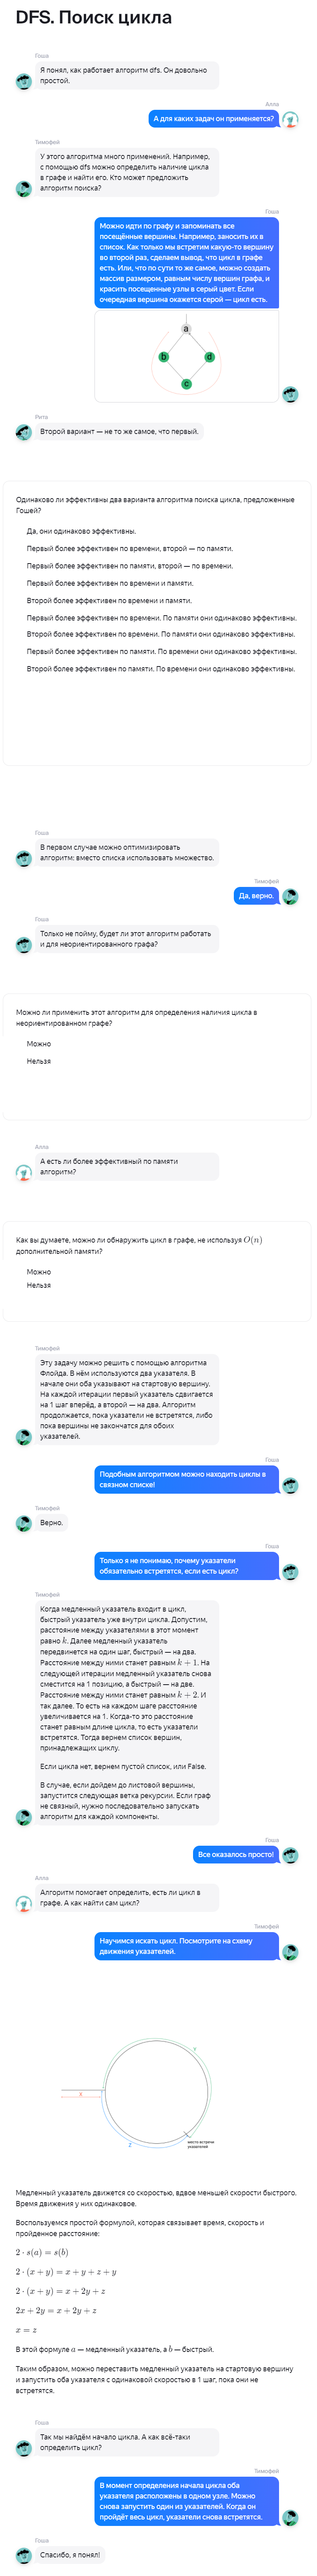 DFS. Поиск цикла
Гоша
Я понял, как работает алгоритм dfs. Он довольно
простой.
Алла
А для каких задач он применяется?
Тимофей
У этого алгоритма много применений. Например,
с помощью dfs можно определить наличие цикла
в графе и найти его. Кто может предложить
алгоритм поиска?
Гоша
Можно идти по графу и запоминать все
посещённые вершины. Например, заносить их в
список. Как только мы встретим какую-то вершину
во второй раз, сделаем вывод, что цикл в графе
есть. Или, что по сути то же самое, можно создать
массив размером, равным числу вершин графа, и
красить посещенные узлы в серый цвет. Если
очередная вершина окажется серой — цикл есть.
a
b
d
c
Рита
Второй вариант — не то же самое, что первый.
Одинаково ли эффективны два варианта алгоритма поиска цикла, предложенные
Гошей?
Да, они одинаково эффективны.
Первый более эффективен по времени, второй — по памяти.
Первый более эффективен по памяти, второй — по времени.
Первый более эффективен по времени и памяти.
Второй более эффективен по времени и памяти.
Первый более эффективен по времени. По памяти они одинаково эффективны.
Второй более эффективен по времени. По памяти они одинаково эффективны.
Первый более эффективен по памяти. По времени они одинаково эффективны.
Второй более эффективен по памяти. По времени они одинаково эффективны.
Гоша
В первом случае можно оптимизировать
алгоритм: вместо списка использовать множество.
Тимофей
Да, верно.
Гоша
Только не пойму, будет ли этот алгоритм работать
и для неориентированного графа?
Можно ли применить этот алгоритм для определения наличия цикла в
неориентированном графе?
Можно
Нельзя
Алла
А есть ли более эффективный по памяти
алгоритм?
Как вы думаете, можно ли обнаружить цикл в графе, не используя O(n)
дополнительной памяти?
Можно
Нельзя
Тимофей
Эту задачу можно решить с помощью алгоритма
Флойда. В нём используются два указателя. В
начале они оба указывают на стартовую вершину.
На каждой итерации первый указатель сдвигается
на 1 шаг вперёд, а второй — на два. Алгоритм
продолжается, пока указатели не встретятся, либо
пока вершины не закончатся для обоих
указателей.
Гоша
Подобным алгоритмом можно находить циклы в
связном списке!
Тимофей
Верно.
Гоша
Только я не понимаю, почему указатели
обязательно встретятся, если есть цикл?
Тимофей
Когда медленный указатель входит в цикл,
быстрый указатель уже внутри цикла. Допустим,
расстояние между указателями в этот момент
равно k. Далее медленный указатель
передвинется на один шаг, быстрый — на два.
Расстояние между ними станет равным k + 1. На
следующей итерации медленный указатель снова
сместится на 1 позицию, а быстрый — на две.
Расстояние между ними станет равным k + 2. И
так далее. То есть на каждом шаге расстояние
увеличивается на 1. Когда-то это расстояние
станет равным длине цикла, то есть указатели
встретятся. Тогда вернем список вершин,
принадлежащих циклу.
Если цикла нет, вернем пустой список, или False.
В случае, если дойдем до листовой вершины,
запустится следующая ветка рекурсии. Если граф
не связный, нужно последовательно запускать
алгоритм для каждой компоненты.
Гоша
Все оказалось просто!
Алла
Алгоритм помогает определить, есть ли цикл в
графе. А как найти сам цикл?
Тимофей
Научимся искать цикл. Посмотрите на схему
движения указателей.
Y
X
Z
место встречи
указателей
Медленный указатель движется со скоростью, вдвое меньшей скорости быстрого.
Время движения у них одинаковое.
Воспользуемся простой формулой, которая связывает время, скорость и
пройденное расстояние:
2 · s(a) = s(b)
2 · (x + y) = x + y + z + y
2 · (x + y) = x + 2y + z
2x + 2y = x + 2y + z
x = z
В этой формуле a — медленный указатель, а b — быстрый.
Таким образом, можно переставить медленный указатель на стартовую вершину
и запустить оба указателя с одинаковой скоростью в 1 шаг, пока они не
встретятся.
Гоша
Так мы найдём начало цикла. А как всё-таки
определить цикл?
Тимофей
В момент определения начала цикла оба
указателя расположены в одном узле. Можно
снова запустить один из указателей. Когда он
пройдёт весь цикл, указатели снова встретятся.
Гоша
Спасибо, я понял!